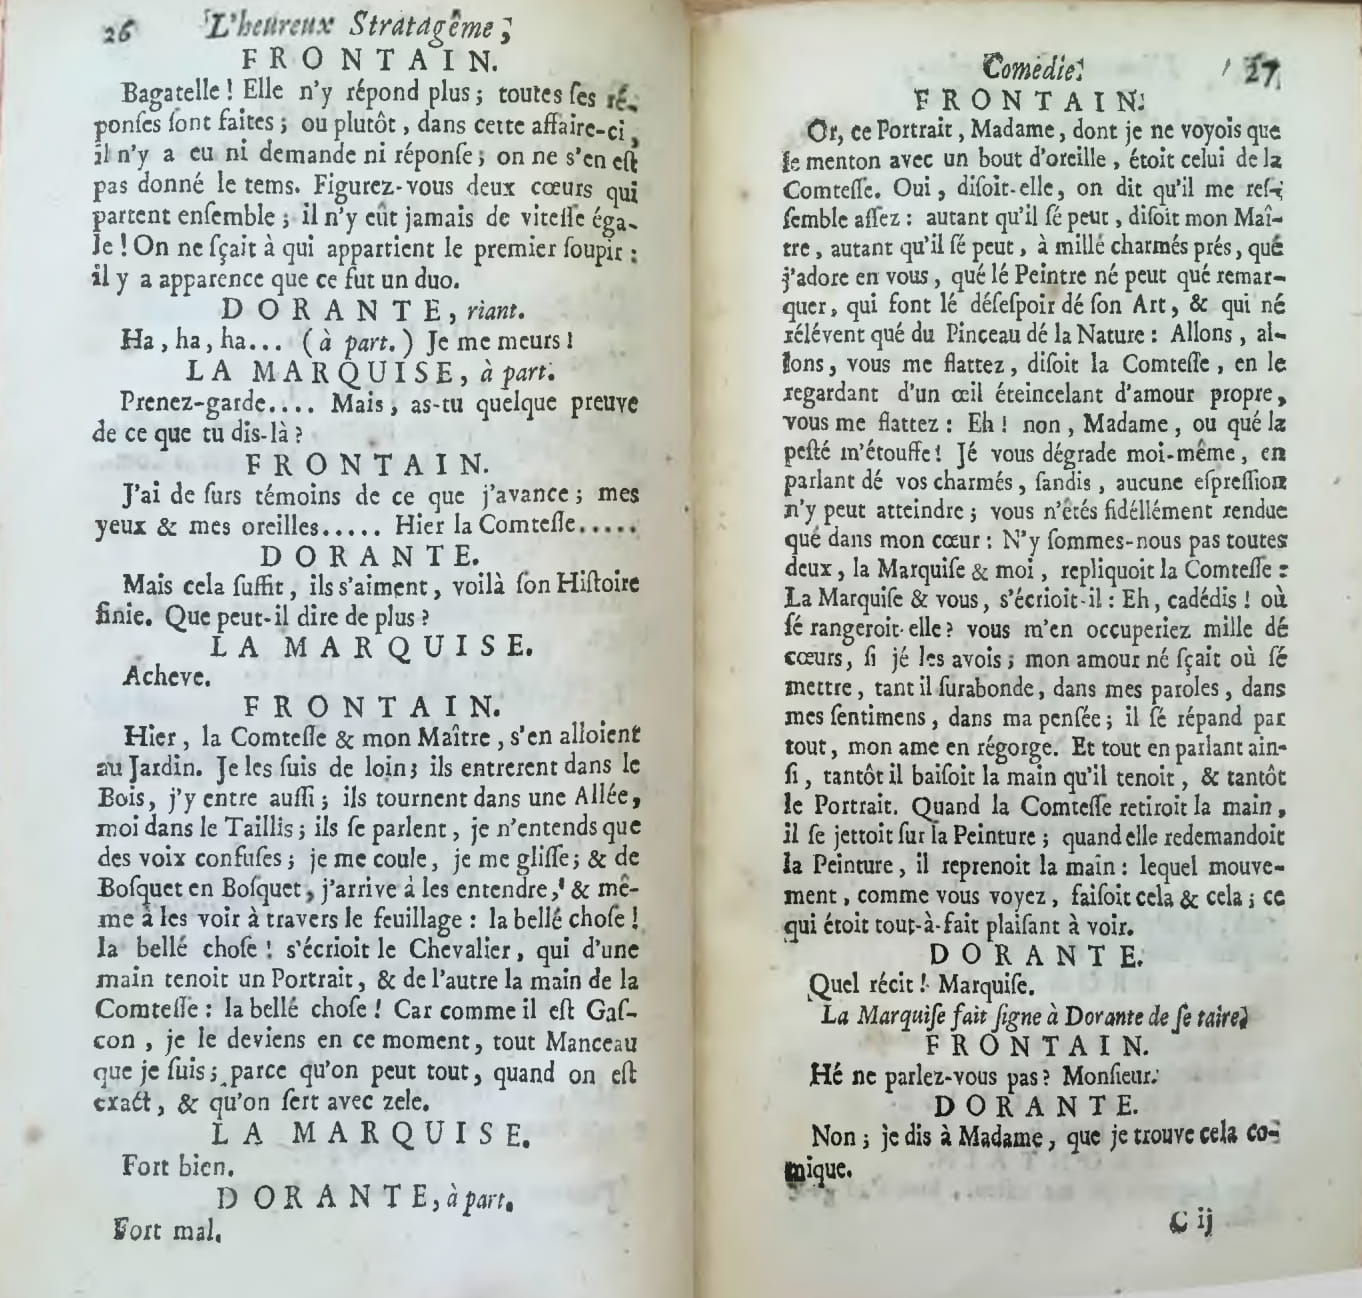 26 L'heureux Stratagême,
FRONTAIN.
Bagatelle ! Elle n'y répond plus ; toutes ſes ré-
ponſes ſont faites ; ou plutôt, dans cette affaire-ci,
il n'y a eu ni demande ni réponſe ; on ne s'en eſt
pas donné le tems. Figurez-vous deux cœurs qui
partent enſemble ; il n'y eût jamais de viteſſe éga-
le ! On ne ſçait à qui appartient le premier ſoupir :
il y a apparence que ce fut un duo.
DORANTE, riant.
Ha, ha, ha... (à part.) Je me meurs !
LA MARQUISE, à part.
Prenez-garde.... Mais, as-tu quelque preuve
de ce que tu dis-là ?
FRONTAIN.
J'ai de ſurs témoins de ce que j'avance ; mes
yeux & mes oreilles..... Hier la Comteſſe.....
DORANTE.
Mais cela ſuffit, ils s'aiment, voilà ſon Hiſtoire
finie. Que peut-il dire de plus ?
LA MARQUISE.
Acheve.
FRONTAIN.
Hier, la Comteſſe & mon Maître, s'en alloient
au Jardin. Je les ſuis de loin ; ils entrerent dans le
Bois, j'y entre auſſi ; ils tournent dans une Allée,
moi dans le Taillis ; ils ſe parlent, je n'entends que
des voix confuſes ; je me coule, je me gliſſe ; & de
Boſquet en Boſquet, j'arrive à les entendre, & mê-
me à les voir à travers le feuillage : la bellé choſe !
la bellé choſe ! s'écrioit le Chevalier, qui d'une
main tenoit un Portrait, & de l'autre la main de la
Comteſſe : la bellé choſe ! Car comme il eſt Gaſ-
con, je le deviens en ce moment, tout Manceau
que je ſuis ; parce qu'on peut tout, quand on eſt
exact, & qu'on ſert avec zele.
LA MARQUISE.
Fort bien.
DORANTE, à part.
Fort mal.
Comédie. 27
FRONTAIN.
Or, ce Portrait, Madame, dont je ne voyois que
le menton avec un bout d'oreille, étoit celui de la
Comteſſe. Oui, diſoit-elle, on dit qu'il me reſ-
ſemble aſſez : autant qu'il ſé peut, diſoit mon Maî-
tre, autant qu'il ſé peut, à millé charmés prés, qué
j'adore en vous, qué lé Peintre né peut qué remar-
quer, qui font lé déſeſpoir dé ſon Art, & qui né
rélévent qué du Pinceau dé la Nature : Allons, al-
lons, vous me flattez, diſoit la Comteſſe, en le
regardant d'un œil éteincelant d'amour propre,
vous me flattez : Eh ! non, Madame, ou qué la
peſté m'étouffe ! Jé vous dégrade moi-même, en
parlant dé vos charmés, ſandis, aucune eſpreſſion
n'y peut atteindre ; vous n'étés fidéllément rendue
qué dans mon cœur : N'y ſommes-nous pas toutes
deux, la Marquiſe & moi, repliquoit la Comteſſe :
La Marquiſe & vous, s'écrioit-il : Eh, cadédis ! où
ſé rangeroit-elle ? vous m'en occuperiez mille dé
cœurs, ſi jé les avois ; mon amour né ſçait où ſé
mettre, tant il ſurabonde, dans mes paroles, dans
mes ſentimens, dans ma penſée ; il ſé répand par
tout, mon ame en régorge. Et tout en parlant ain-
ſi, tantôt il baiſoit la main qu'il tenoit, & tantôt
le Portrait. Quand la Comteſſe retiroit la main,
il ſe jettoit ſur la Peinture ; quand elle redemandoit
la Peinture, il reprenoit la main : lequel mouve-
ment, comme vous voyez, faiſoit cela & cela ; ce
qui étoit tout-à-fait plaiſant à voir.
DORANTE.
Quel récit ! Marquiſe.
La Marquiſe fait ſigne à Dorante de ſe taire.
FRONTAIN.
Hé ne parlez-vous pas ? Monſieur.
DORANTE.
Non ; je dis à Madame, que je trouve cela co-
mique.
C ij